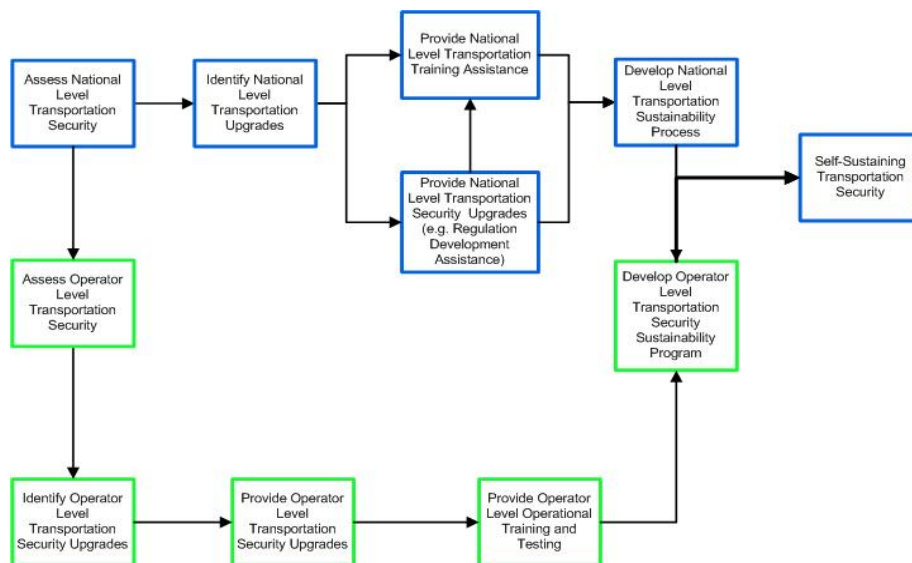 Assess National
Level
Transportation
Security
Identify National
Level
Transportation
Upgrades
Provide National
Level Transportation
Training Assistance
Provide National
Level Transportation
Security Upgrades
(e.g. Regulation
Development
Assistance)
Develop National
Level
Transportation
Sustainability
Process
Self-Sustaining
Transportation
Security
Assess Operator
Level
Transportation
Security
Develop Operator
Level
Transportation
Security
Sustainability
Program
Identify Operator
Level
Transportation
Security Upgrades
Provide Operator
Level
Transportation
Security Upgrades
Provide Operator
Level Operational
Training and
Testing